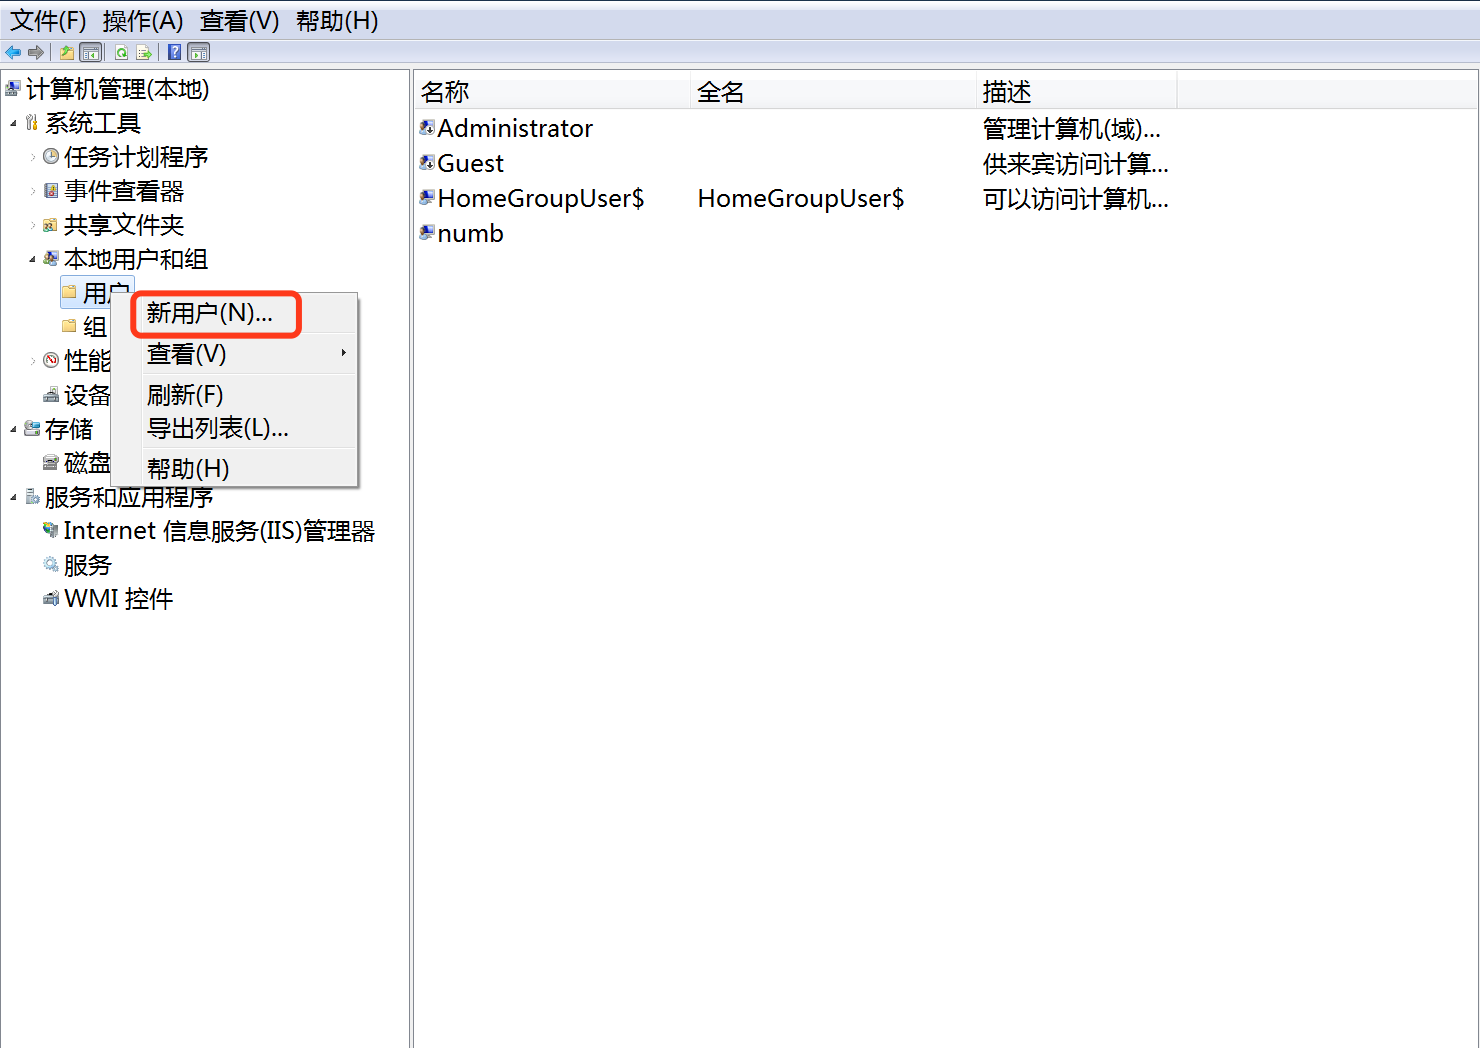 文件(F) 操作(A) 查看(V) 帮助(H)
计算机管理(本地)
系统工具
任务计划程序
事件查看器
共享文件夹
本地用户和组
用户
组
性能
设备
存储
磁盘
服务和应用程序
Internet 信息服务(IIS)管理器
服务
WMI 控件
新用户(N)...
查看(V)
刷新(F)
导出列表(L)...
帮助(H)
名称 全名 描述
Administrator 管理计算机(域)...
Guest 供来宾访问计算...
HomeGroupUser$ HomeGroupUser$ 可以访问计算机...
numb